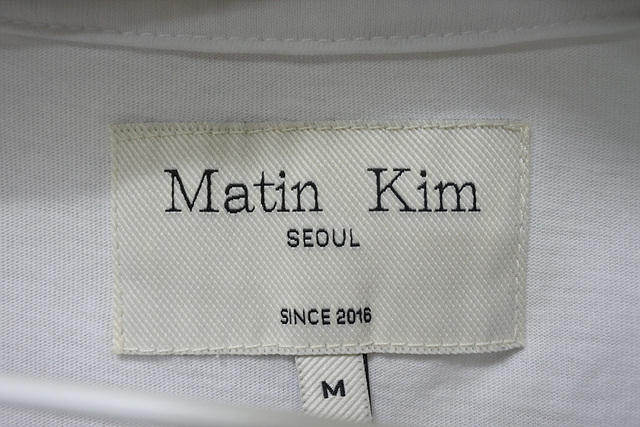 Matin Kim
SEOUL
SINCE 2016
M